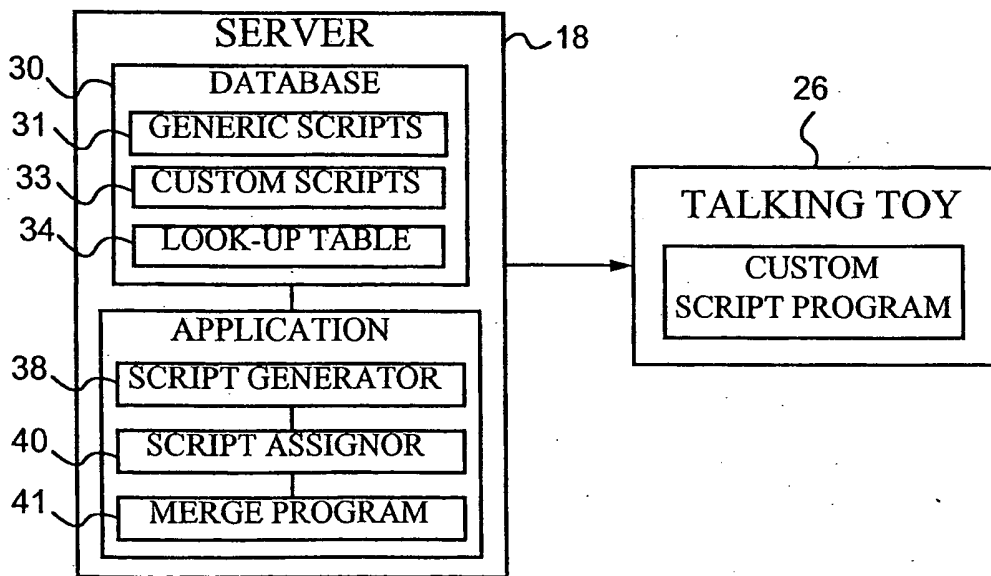 SERVER
18
30
DATABASE
31
GENERIC SCRIPTS
33
CUSTOM SCRIPTS
34
LOOK-UP TABLE
APPLICATION
38
SCRIPT GENERATOR
40
SCRIPT ASSIGNOR
41
MERGE PROGRAM
26
TALKING TOY
CUSTOM
SCRIPT PROGRAM